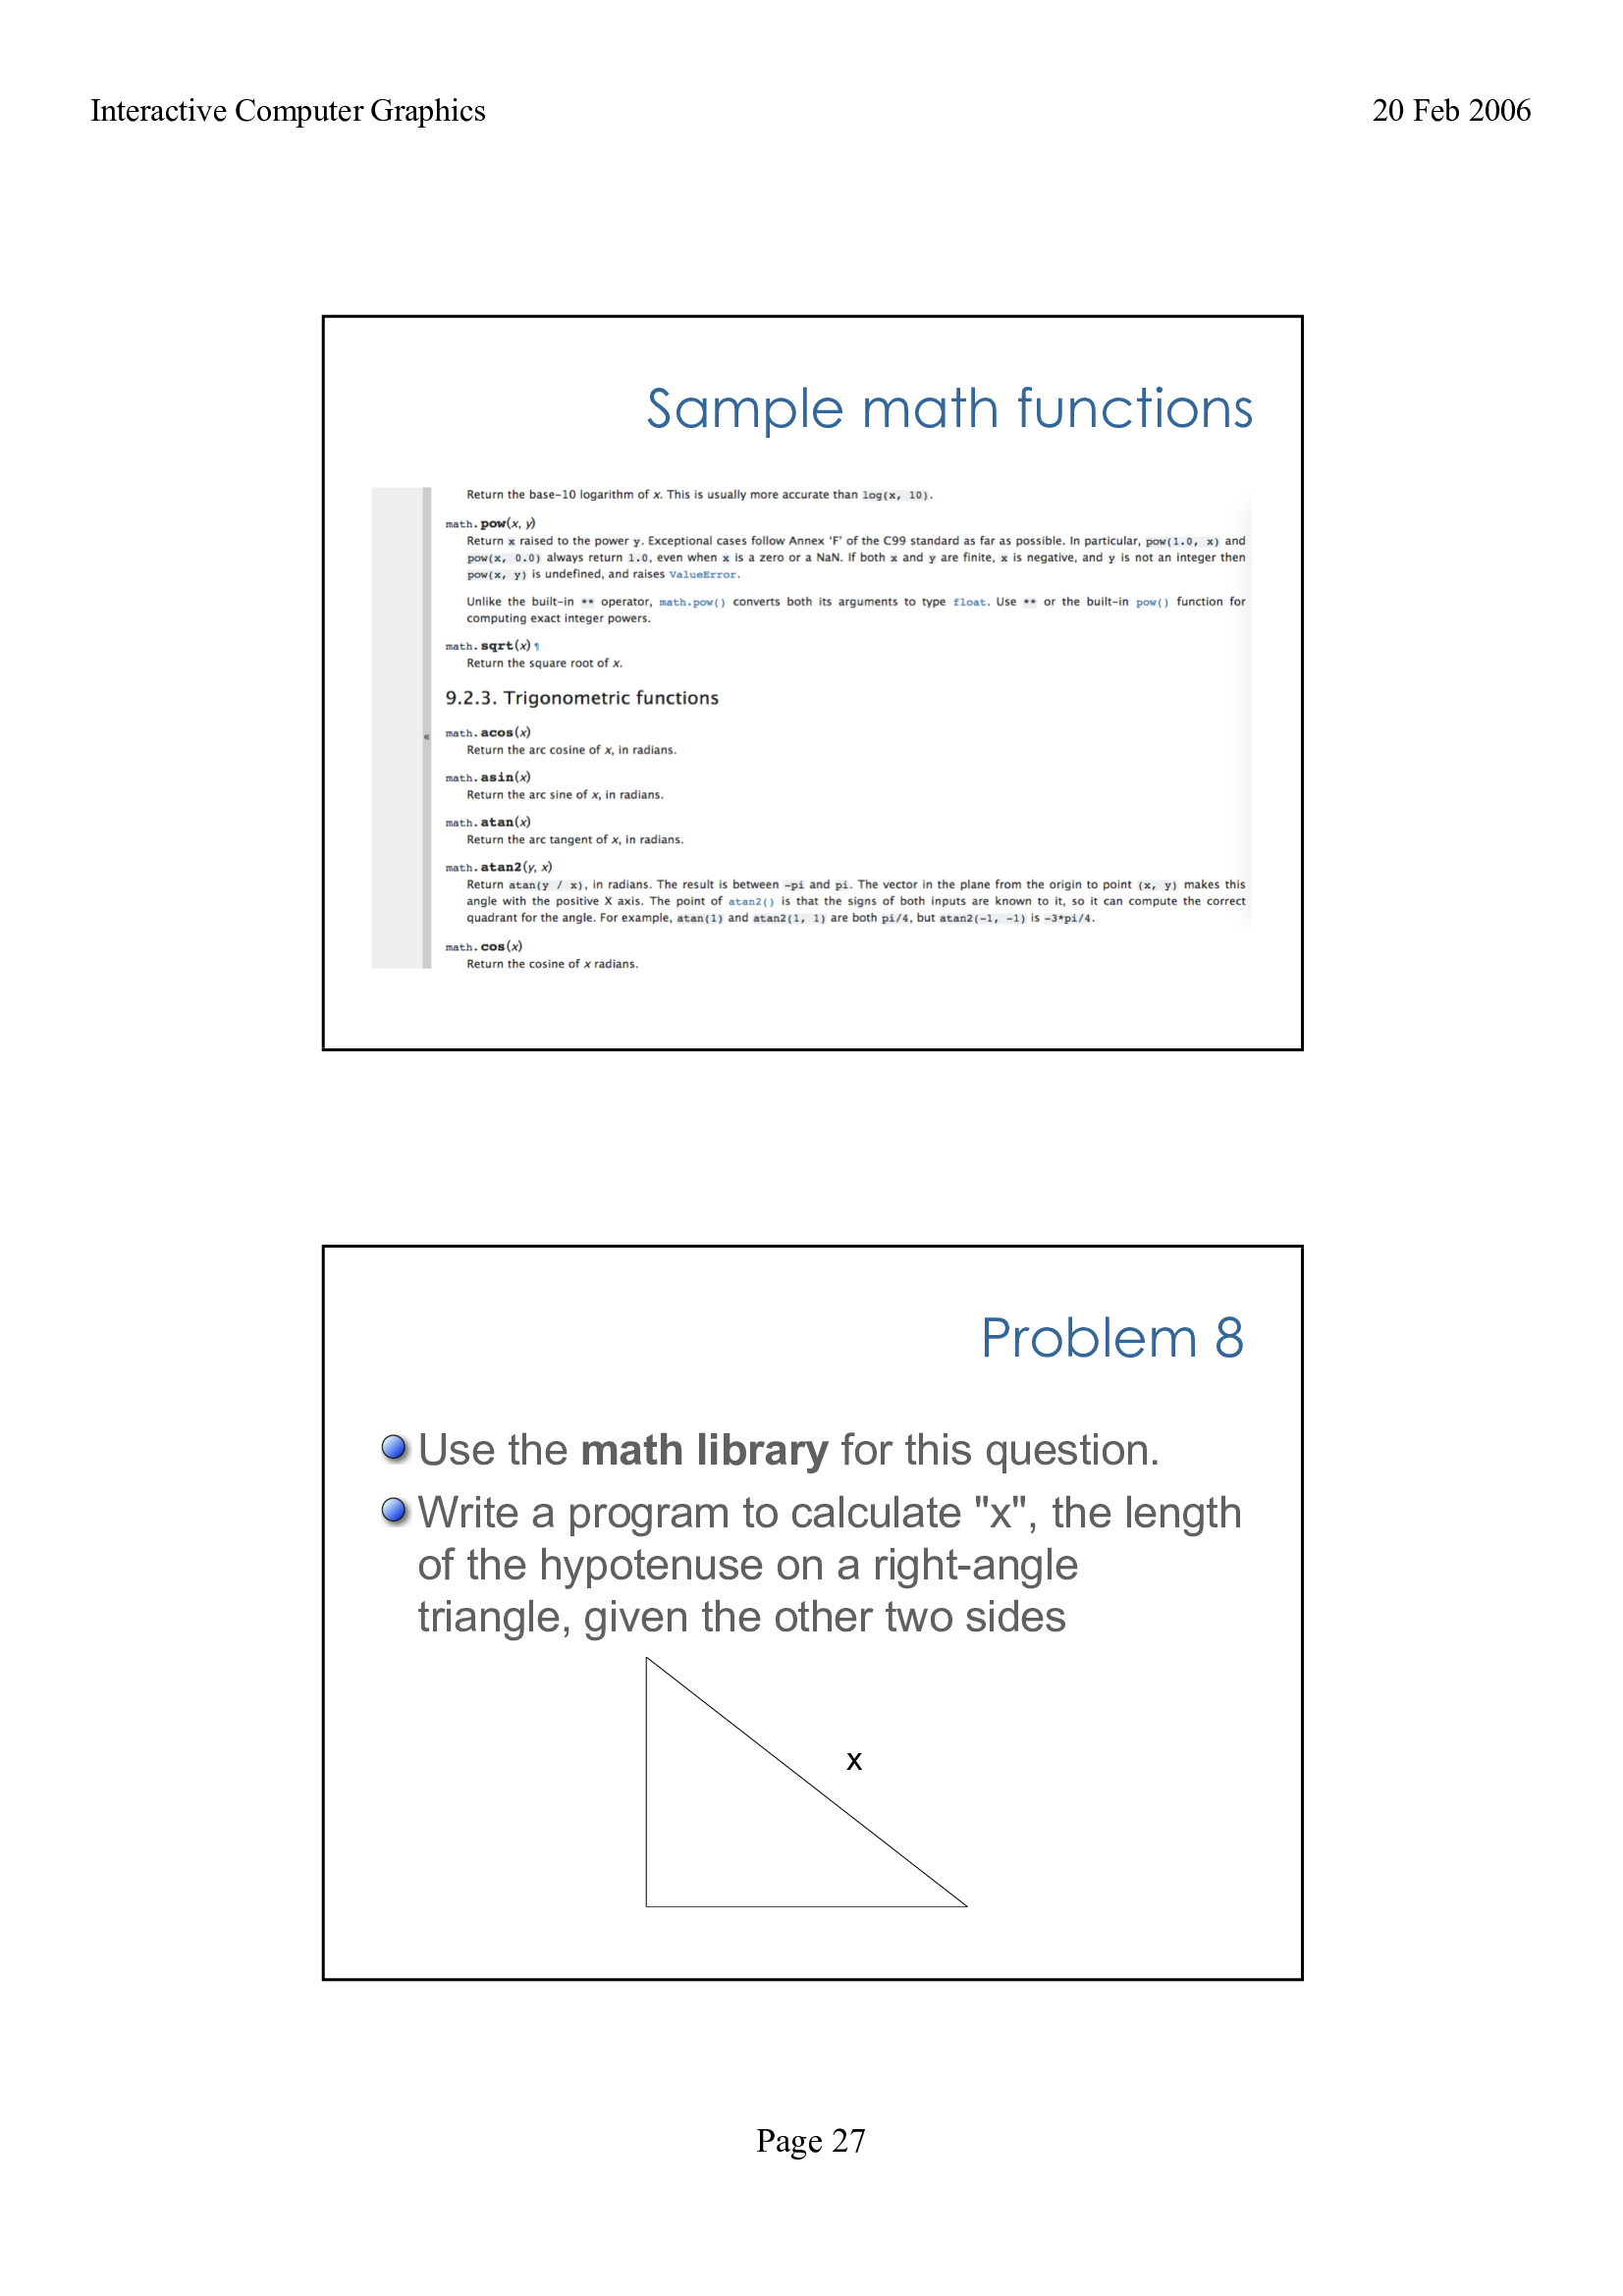 Interactive Computer Graphics 20 Feb 2006
Sample math functions
Return the base-10 logarithm of x. This is usually more accurate than log(x, 10).
math.pow(x, y)
Return x raised to the power y. Exceptional cases follow Annex ‘F’ of the C99 standard as far as possible. In particular, pow(1.0, x) and
pow(x, 0.0) always return 1.0, even when x is a zero or a NaN. If both x and y are finite, x is negative, and y is not an integer then
pow(x, y) is undefined, and raises ValueError.
Unlike the built-in ** operator, math.pow() converts both its arguments to type float. Use ** or the built-in pow() function for
computing exact integer powers.
math.sqrt(x) ¶
Return the square root of x.
9.2.3. Trigonometric functions
«
math.acos(x)
Return the arc cosine of x, in radians.
math.asin(x)
Return the arc sine of x, in radians.
math.atan(x)
Return the arc tangent of x, in radians.
math.atan2(y, x)
Return atan(y / x), in radians. The result is between -pi and pi. The vector in the plane from the origin to point (x, y) makes this
angle with the positive X axis. The point of atan2() is that the signs of both inputs are known to it, so it can compute the correct
quadrant for the angle. For example, atan(1) and atan2(1, 1) are both pi/4, but atan2(-1, -1) is -3*pi/4.
math.cos(x)
Return the cosine of x radians.
Problem 8
Use the math library for this question.
Write a program to calculate "x", the length
of the hypotenuse on a right-angle
triangle, given the other two sides
x
Page 27